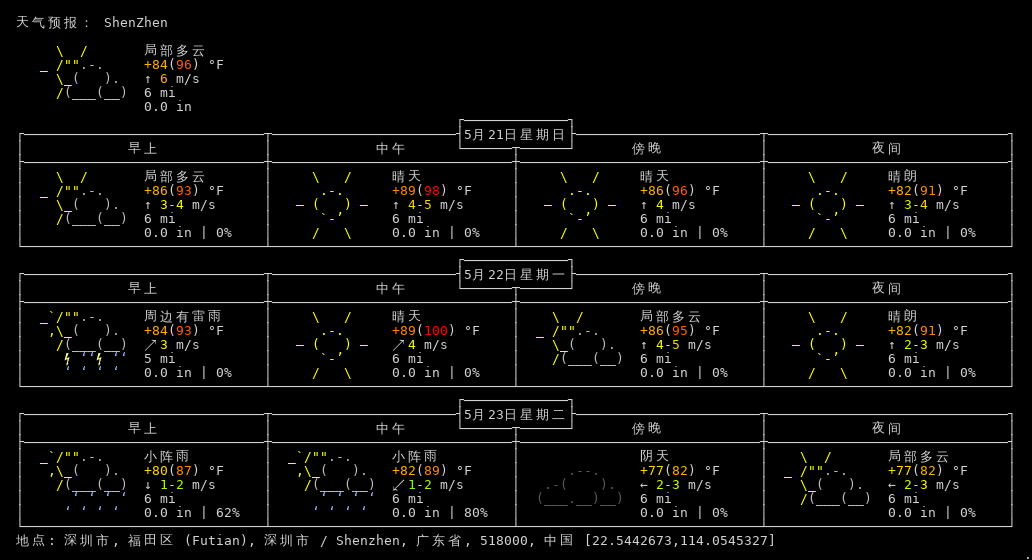 天气预报： ShenZhen
局部多云
+84(96) °F
↑ 6 m/s
6 mi
0.0 in
5月21日星期日
早上 中午 傍晚 夜间
局部多云 晴天 晴天 晴朗
+86(93) °F +89(98) °F +86(96) °F +82(91) °F
↑ 3-4 m/s ↑ 4-5 m/s ↑ 4 m/s ↑ 3-4 m/s
6 mi 6 mi 6 mi 6 mi
0.0 in | 0% 0.0 in | 0% 0.0 in | 0% 0.0 in | 0%
5月22日星期一
早上 中午 傍晚 夜间
周边有雷雨 晴天 局部多云 晴朗
+84(93) °F +89(100) °F +86(95) °F +82(91) °F
↗ 3 m/s ↗ 4 m/s ↑ 4-5 m/s ↑ 2-3 m/s
5 mi 6 mi 6 mi 6 mi
0.0 in | 0% 0.0 in | 0% 0.0 in | 0% 0.0 in | 0%
5月23日星期二
早上 中午 傍晚 夜间
小阵雨 小阵雨 阴天 局部多云
+80(87) °F +82(89) °F +77(82) °F +77(82) °F
↓ 1-2 m/s ↙ 1-2 m/s ← 2-3 m/s ← 2-3 m/s
6 mi 6 mi 6 mi 6 mi
0.0 in | 62% 0.0 in | 80% 0.0 in | 0% 0.0 in | 0%
地点: 深圳市, 福田区 (Futian), 深圳市 / Shenzhen, 广东省, 518000, 中国 [22.5442673,114.0545327]